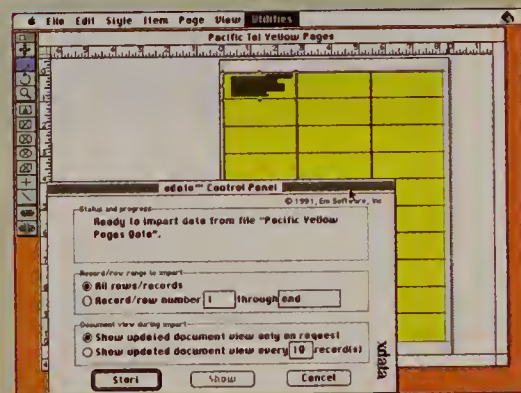 File Edit Style Item Page View Utilities
Pacific Tel Yellow Pages
xdata™ Control Panel
© 1991, Em Software, Inc
Status and progress
Ready to import data from file "Pacific Yellow
Pages Data".
Record/row range to import
All rows/records
Record/row number 1 through end
Document view during import
Show updated document view only on request
Show updated document view every 10 record(s)
xdata
Start Show Cancel